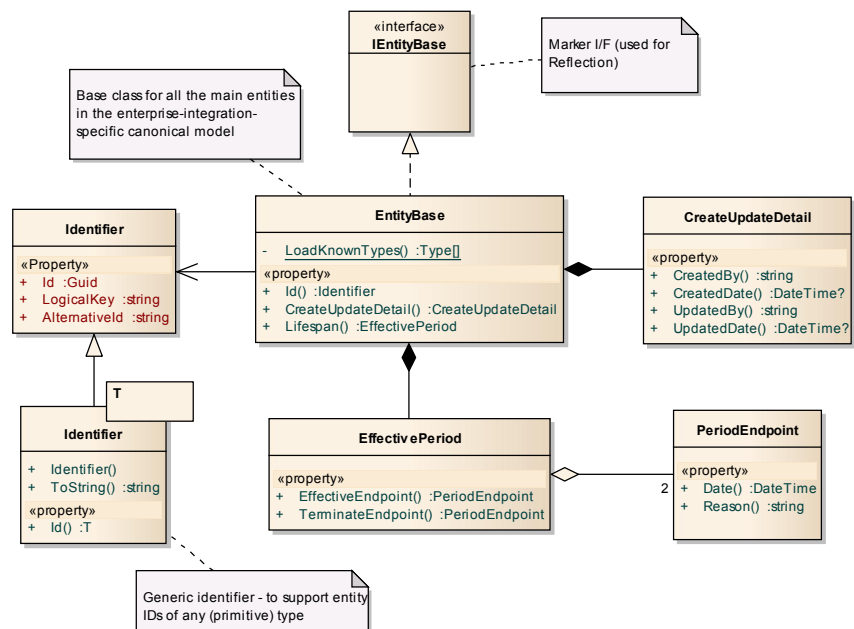 «interface»
IEntityBase
Marker I/F (used for
Reflection)
Base class for all the main entities
in the enterprise-integration-
specific canonical model
Identifier
«Property»
+ Id :Guid
+ LogicalKey :string
+ AlternativeId :string
EntityBase
- LoadKnownTypes() :Type[]
«property»
+ Id() :Identifier
+ CreateUpdateDetail() :CreateUpdateDetail
+ Lifespan() :EffectivePeriod
CreateUpdateDetail
«property»
+ CreatedBy() :string
+ CreatedDate() :DateTime?
+ UpdatedBy() :string
+ UpdatedDate() :DateTime?
T
Identifier
+ Identifier()
+ ToString() :string
«property»
+ Id() :T
EffectivePeriod
«property»
+ EffectiveEndpoint() :PeriodEndpoint
+ TerminateEndpoint() :PeriodEndpoint
2
PeriodEndpoint
«property»
+ Date() :DateTime
+ Reason() :string
Generic identifier - to support entity
IDs of any (primitive) type